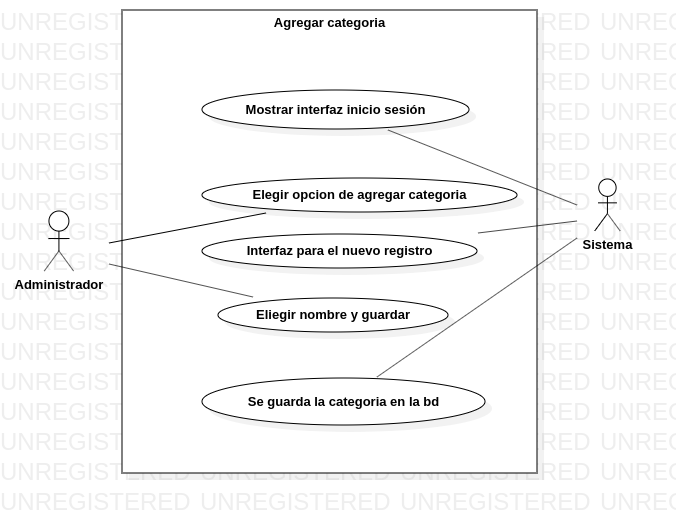 Agregar categoria
Mostrar interfaz inicio sesión
Elegir opcion de agregar categoria
Interfaz para el nuevo registro
Eliegir nombre y guardar
Se guarda la categoria en la bd
Administrador
Sistema
UNREGISTERED UNREGISTERED UNREGISTERED UNREGISTERED